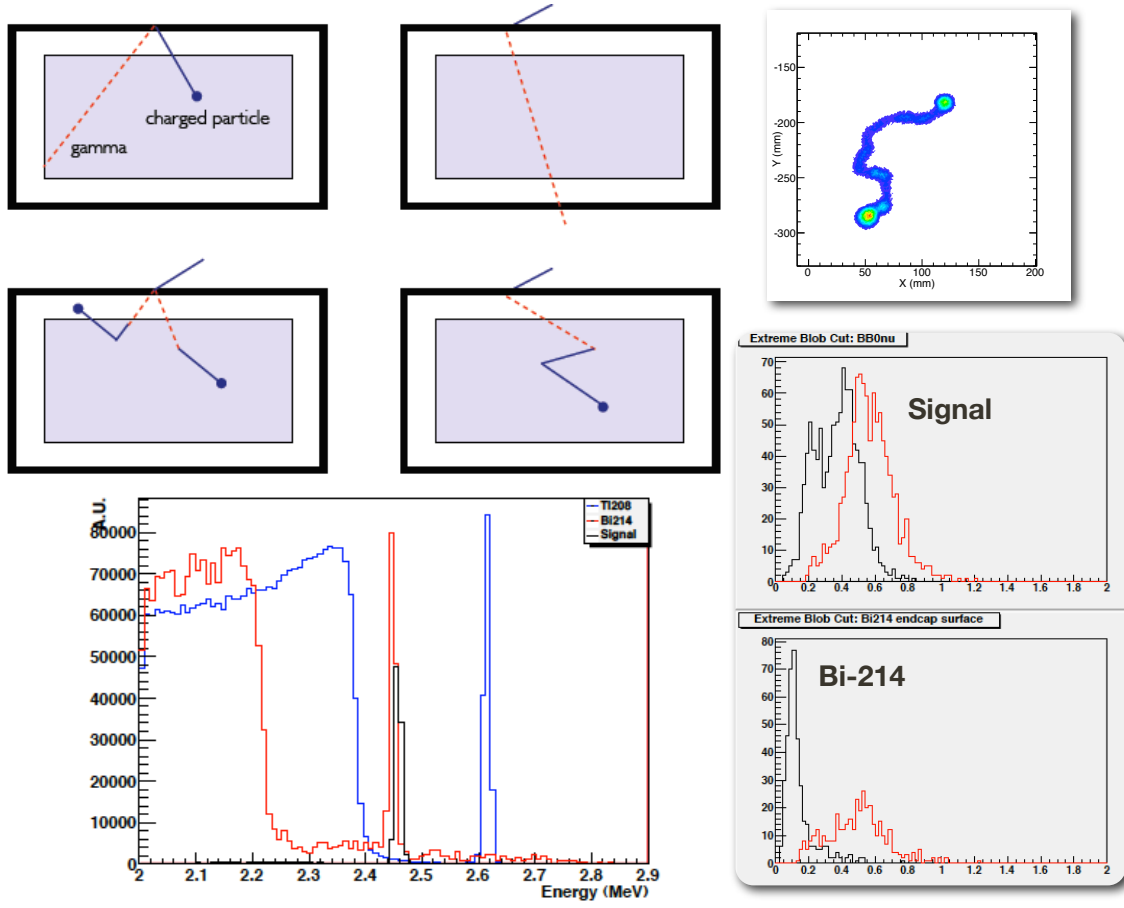 charged particle
gamma
-150
-200
-250
-300
Y (mm)
0 50 100 150 200
X (mm)
Extreme Blob Cut: BB0nu
Signal
70
60
50
40
30
20
10
0
0 0.2 0.4 0.6 0.8 1 1.2 1.4 1.6 1.8 2
Extreme Blob Cut: Bi214 endcap surface
Bi-214
80
70
60
50
40
30
20
10
0
0 0.2 0.4 0.6 0.8 1 1.2 1.4 1.6 1.8 2
A.U.
Tl208
Bi214
Signal
80000
70000
60000
50000
40000
30000
20000
10000
0
2 2.1 2.2 2.3 2.4 2.5 2.6 2.7 2.8 2.9
Energy (MeV)